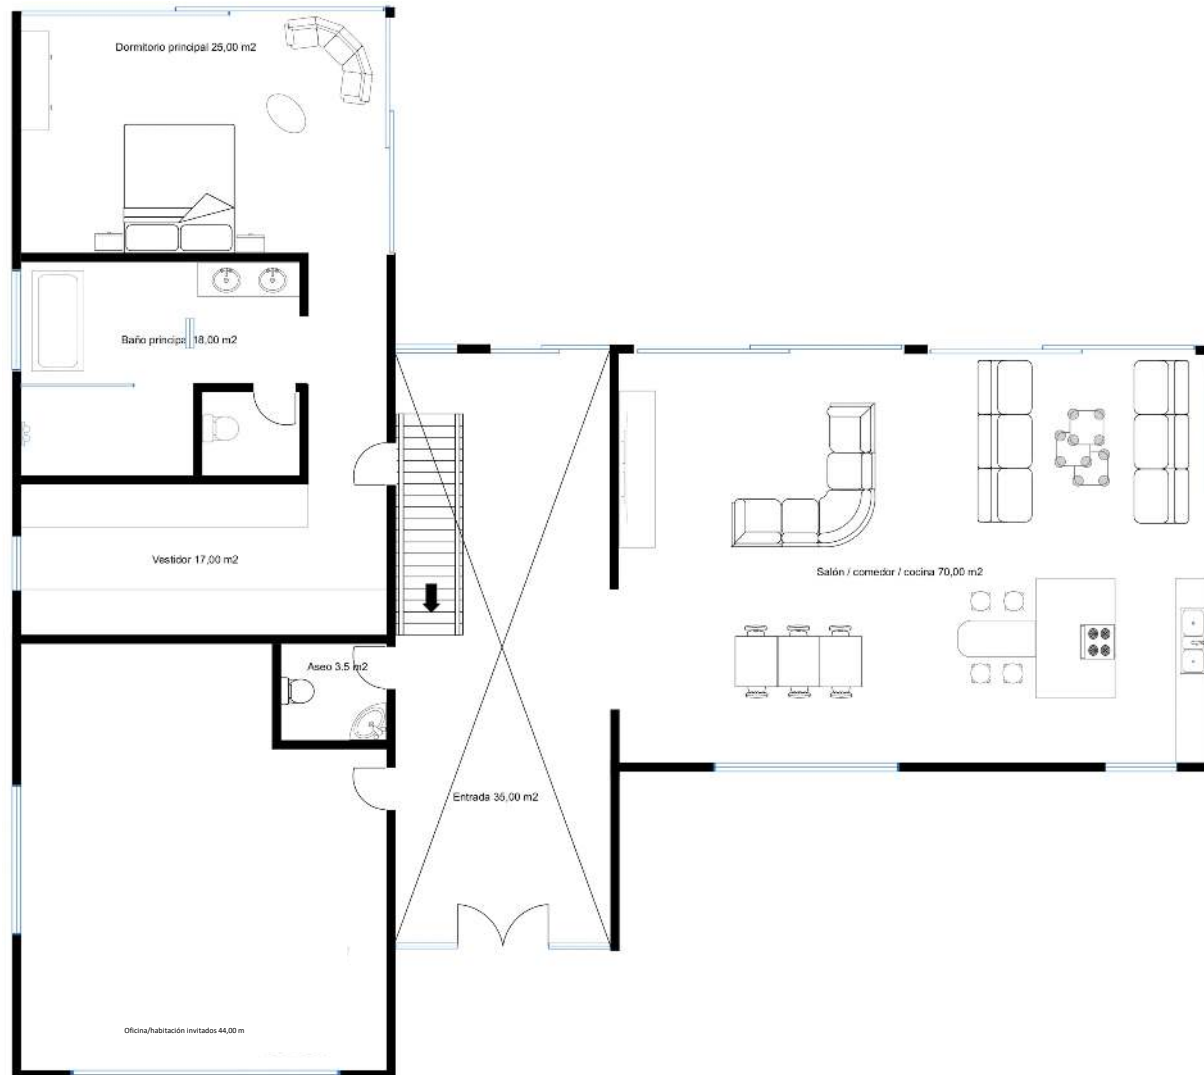 Dormitorio principal 25,00 m2
Baño principal 18,00 m2
Vestidor 17,00 m2
Salón / comedor / cocina 70,00 m2
Aseo 3.5 m2
Entrada 35,00 m2
Oficina/habitación invitados 44,00 m